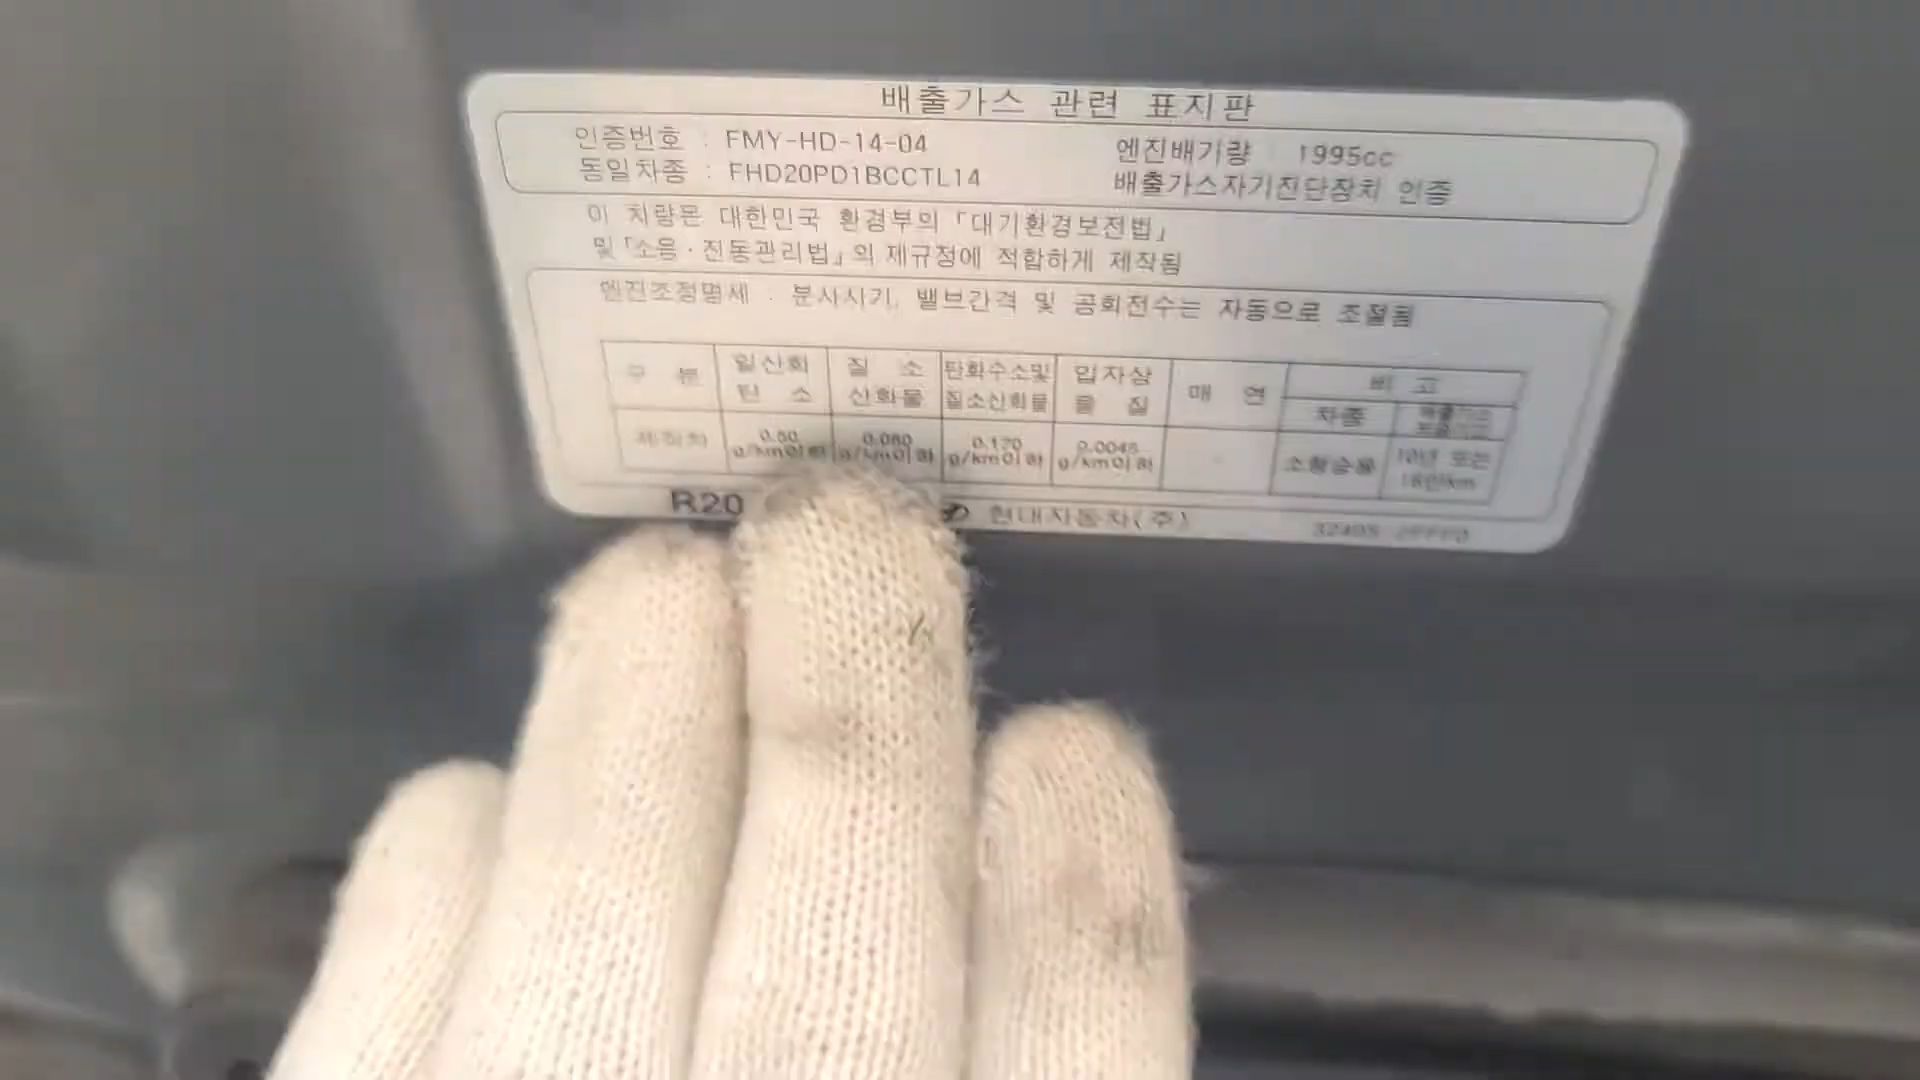 배출가스 관련 표지판
인증번호 : FMY-HD-14-04 엔진배기량 : 1995cc
동일차종 : FHD20PD1BCCTL14 배출가스자기진단장치 인증
이 차량은 대한민국 환경부의 「대기환경보전법」
및 「소음·진동관리법」의 제규정에 적합하게 제작됨
엔진조정명세 : 분사시기, 밸브간격 및 공회전수는 자동으로 조절됨
구 분 일산화 탄 소 질 소 산화물 탄화수소및 질소산화물 입자상 물 질 매 연 비 고
차종
0.50 g/km이하 0.080 g/km이하 0.170 g/km이하 0.0045 g/km이하 - 소형승용 10년 또는
R20 현대자동차(주)